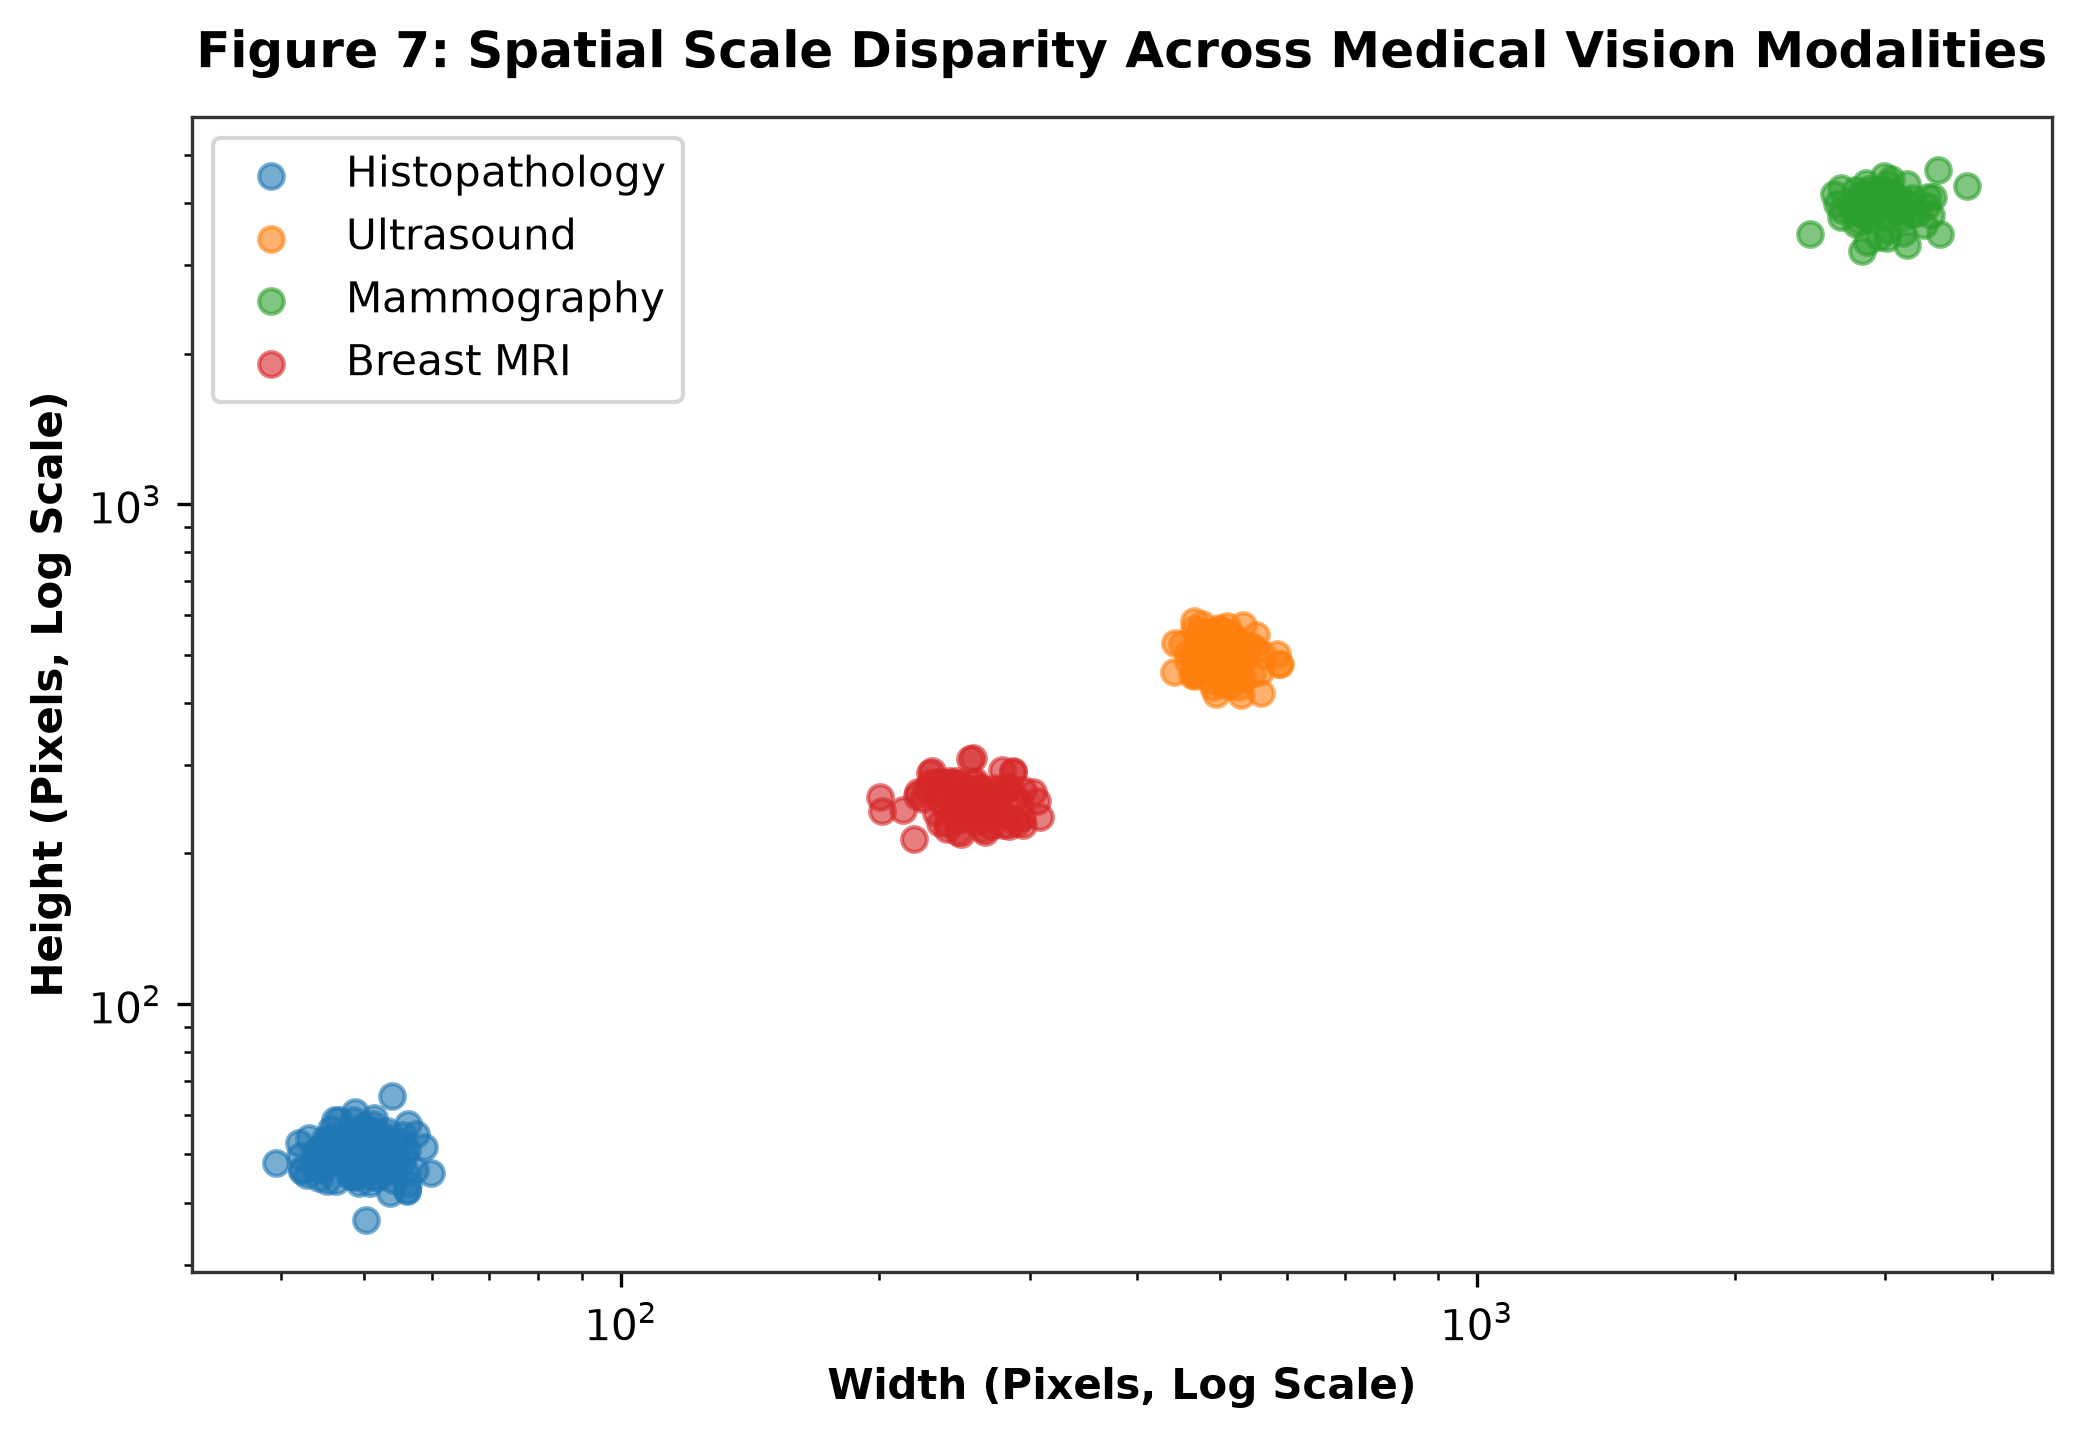 Figure 7: Spatial Scale Disparity Across Medical Vision Modalities
Histopathology
Ultrasound
Mammography
Breast MRI
Height (Pixels, Log Scale)
10³
10²
10² 10³
Width (Pixels, Log Scale)